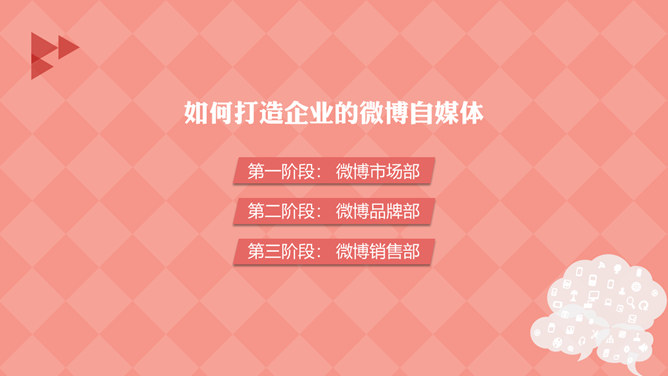 如何打造企业的微博自媒体
第一阶段： 微博市场部
第二阶段： 微博品牌部
第三阶段： 微博销售部